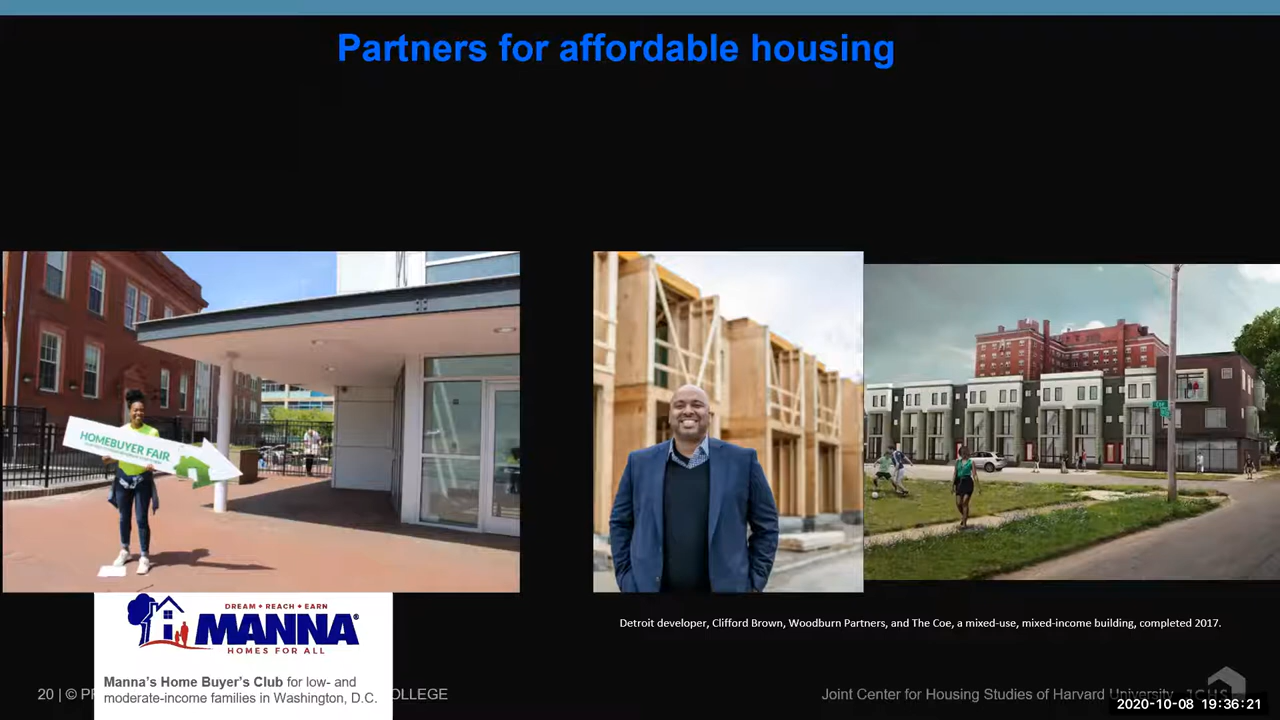 Partners for affordable housing
HOMEBUYER FAIR
DREAM • REACH • EARN
MANNA®
HOMES FOR ALL
Manna's Home Buyer's Club for low- and
moderate-income families in Washington, D.C.
Detroit developer, Clifford Brown, Woodburn Partners, and The Coe, a mixed-use, mixed-income building, completed 2017.
20 | ©
Joint Center for Housing Studies of Harvard University JCHS
2020-10-08 19:36:21